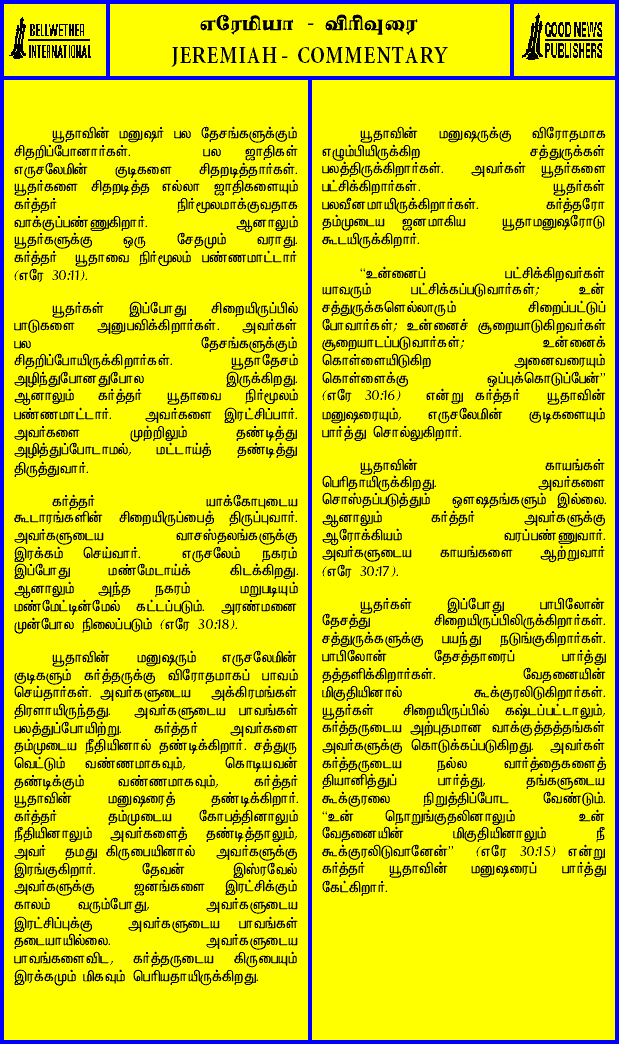 BELLWETHER
INTERNATIONAL
எரேமியா - விரிவுரை
JEREMIAH - COMMENTARY
GOOD NEWS
PUBLISHERS
யூதாவின் மனுஷர் பல தேசங்களுக்கும்
சிதறிப்போனார்கள். பல ஜாதிகள்
எருசலேமின் குடிகளை சிதறடித்தார்கள்.
யூதர்களை சிதறடித்த எல்லா ஜாதிகளையும்
கர்த்தர் நிர்மூலமாக்குவதாக
வாக்குப்பண்ணுகிறார். ஆனாலும்
யூதர்களுக்கு ஒரு சேதமும் வராது.
கர்த்தர் யூதாவை நிர்மூலம் பண்ணமாட்டார்
(எரே 30:11).
யூதர்கள் இப்போது சிறையிருப்பில்
பாடுகளை அனுபவிக்கிறார்கள். அவர்கள்
பல தேசங்களுக்கும்
சிதறிப்போயிருக்கிறார்கள். யூதாதேசம்
அழிந்துபோனதுபோல இருக்கிறது.
ஆனாலும் கர்த்தர் யூதாவை நிர்மூலம்
பண்ணமாட்டார். அவர்களை இரட்சிப்பார்.
அவர்களை முற்றிலும் தண்டித்து
அழித்துப்போடாமல், மட்டாய்த் தண்டித்து
திருத்துவார்.
கர்த்தர் யாக்கோபுடைய
கூடாரங்களின் சிறையிருப்பைத் திருப்புவார்.
அவர்களுடைய வாசஸ்தலங்களுக்கு
இரக்கம் செய்வார். எருசலேம் நகரம்
இப்போது மண்மேடாய்க் கிடக்கிறது.
ஆனாலும் அந்த நகரம் மறுபடியும்
மண்மேட்டின்மேல் கட்டப்படும். அரண்மனை
முன்போல நிலைப்படும் (எரே 30:18).
யூதாவின் மனுஷரும் எருசலேமின்
குடிகளும் கர்த்தருக்கு விரோதமாகப் பாவம்
செய்தார்கள். அவர்களுடைய அக்கிரமங்கள்
திரளாயிருந்தது. அவர்களுடைய பாவங்கள்
பலத்துப்போயிற்று. கர்த்தர் அவர்களை
தம்முடைய நீதியினால் தண்டிக்கிறார். சத்துரு
வெட்டும் வண்ணமாகவும், கொடியவன்
தண்டிக்கும் வண்ணமாகவும், கர்த்தர்
யூதாவின் மனுஷரைத் தண்டிக்கிறார்.
கர்த்தர் தம்முடைய கோபத்தினாலும்
நீதியினாலும் அவர்களைத் தண்டித்தாலும்,
அவர் தமது கிருபையினால் அவர்களுக்கு
இரங்குகிறார். தேவன் இஸ்ரவேல்
அவர்களுக்கு ஜனங்களை இரட்சிக்கும்
காலம் வரும்போது, அவர்களுடைய
இரட்சிப்புக்கு அவர்களுடைய பாவங்கள்
தடையாயில்லை. அவர்களுடைய
பாவங்களைவிட, கர்த்தருடைய கிருபையும்
இரக்கமும் மிகவும் பெரியதாயிருக்கிறது.
யூதாவின் மனுஷருக்கு விரோதமாக
எழும்பியிருக்கிற சத்துருக்கள்
பலத்திருக்கிறார்கள். அவர்கள் யூதர்களை
பட்சிக்கிறார்கள். யூதர்கள்
பலவீனமாயிருக்கிறார்கள். கர்த்தரோ
தம்முடைய ஜனமாகிய யூதாமனுஷரோடு
கூடயிருக்கிறார்.
“உன்னைப் பட்சிக்கிறவர்கள்
யாவரும் பட்சிக்கப்படுவார்கள்; உன்
சத்துருக்களெல்லாரும் சிறைப்பட்டுப்
போவார்கள்; உன்னைச் சூறையாடுகிறவர்கள்
சூறையாடப்படுவார்கள்; உன்னைக்
கொள்ளையிடுகிற அனைவரையும்
கொள்ளைக்கு ஒப்புக்கொடுப்பேன்”
(எரே 30:16) என்று கர்த்தர் யூதாவின்
மனுஷரையும், எருசலேமின் குடிகளையும்
பார்த்து சொல்லுகிறார்.
யூதாவின் காயங்கள்
பெரிதாயிருக்கிறது. அவர்களை
சொஸ்தப்படுத்தும் ஔஷதங்களும் இல்லை.
ஆனாலும் கர்த்தர் அவர்களுக்கு
ஆரோக்கியம் வரப்பண்ணுவார்.
அவர்களுடைய காயங்களை ஆற்றுவார்
(எரே 30:17).
யூதர்கள் இப்போது பாபிலோன்
தேசத்து சிறையிருப்பிலிருக்கிறார்கள்.
சத்துருக்களுக்கு பயந்து நடுங்குகிறார்கள்.
பாபிலோன் தேசத்தாரைப் பார்த்து
தத்தளிக்கிறார்கள். வேதனையின்
மிகுதியினால் கூக்குரலிடுகிறார்கள்.
யூதர்கள் சிறையிருப்பில் கஷ்டப்பட்டாலும்,
கர்த்தருடைய அற்புதமான வாக்குத்தத்தங்கள்
அவர்களுக்கு கொடுக்கப்படுகிறது. அவர்கள்
கர்த்தருடைய நல்ல வார்த்தைகளைத்
தியானித்துப் பார்த்து, தங்களுடைய
கூக்குரலை நிறுத்திப்போட வேண்டும்.
“உன் நொறுங்குதலினாலும் உன்
வேதனையின் மிகுதியினாலும் நீ
கூக்குரலிடுவானேன்” (எரே 30:15) என்று
கர்த்தர் யூதாவின் மனுஷரைப் பார்த்து
கேட்கிறார்.